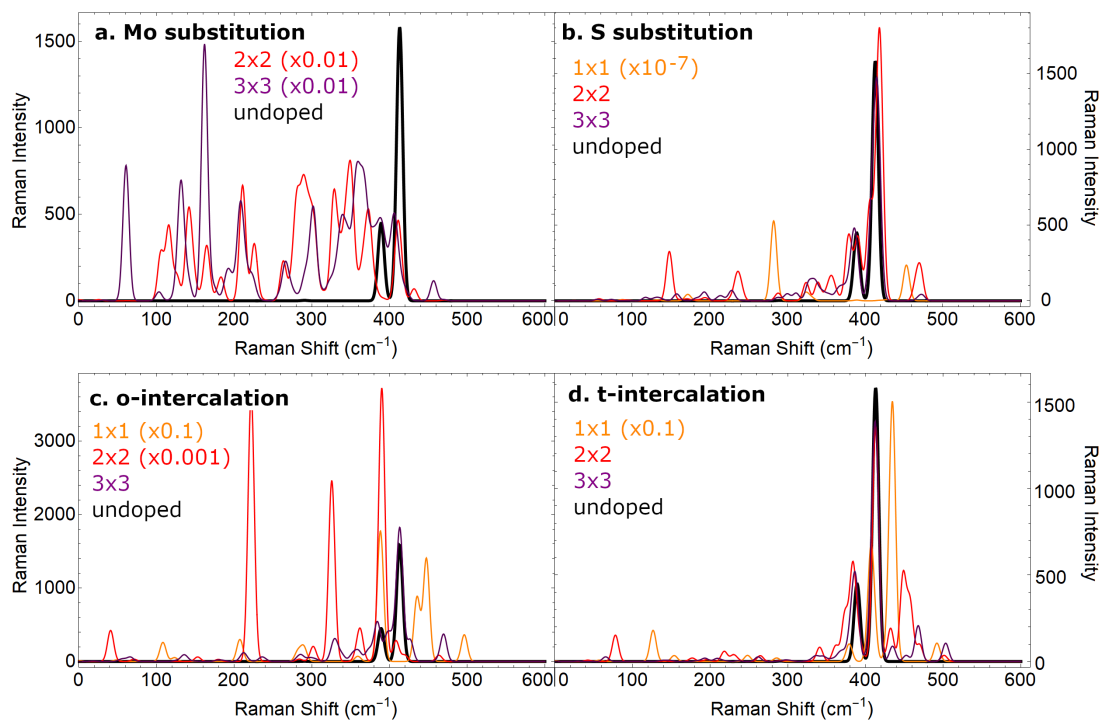 a. Mo substitution
2x2 (x0.01)
3x3 (x0.01)
undoped
Raman Intensity
1500
1000
500
0
0 100 200 300 400 500 600
Raman Shift (cm⁻¹)
b. S substitution
1x1 (x10⁻⁷)
2x2
3x3
undoped
Raman Intensity
1500
1000
500
0
0 100 200 300 400 500 600
Raman Shift (cm⁻¹)
c. o-intercalation
1x1 (x0.1)
2x2 (x0.001)
3x3
undoped
Raman Intensity
3000
2000
1000
0
0 100 200 300 400 500 600
Raman Shift (cm⁻¹)
d. t-intercalation
1x1 (x0.1)
2x2
3x3
undoped
Raman Intensity
1500
1000
500
0
0 100 200 300 400 500 600
Raman Shift (cm⁻¹)